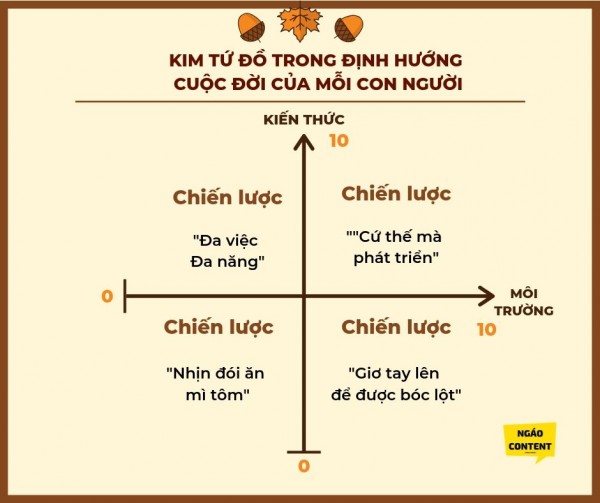 KIM TỨ ĐỒ TRONG ĐỊNH HƯỚNG
CUỘC ĐỜI CỦA MỖI CON NGƯỜI
KIẾN THỨC
10
Chiến lược
"Đa việc
Đa năng"
Chiến lược
""Cứ thế mà
phát triển"
0
MÔI
TRƯỜNG
10
Chiến lược
"Nhịn đói ăn
mì tôm"
Chiến lược
"Giơ tay lên
để được bóc lột"
0
NGÁO
CONTENT